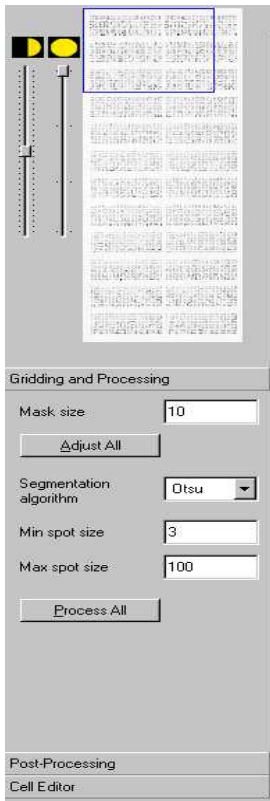 Gridding and Processing
Mask size 10
Adjust All
Segmentation algorithm Otsu
Min spot size 3
Max spot size 100
Process All
Post-Processing
Cell Editor